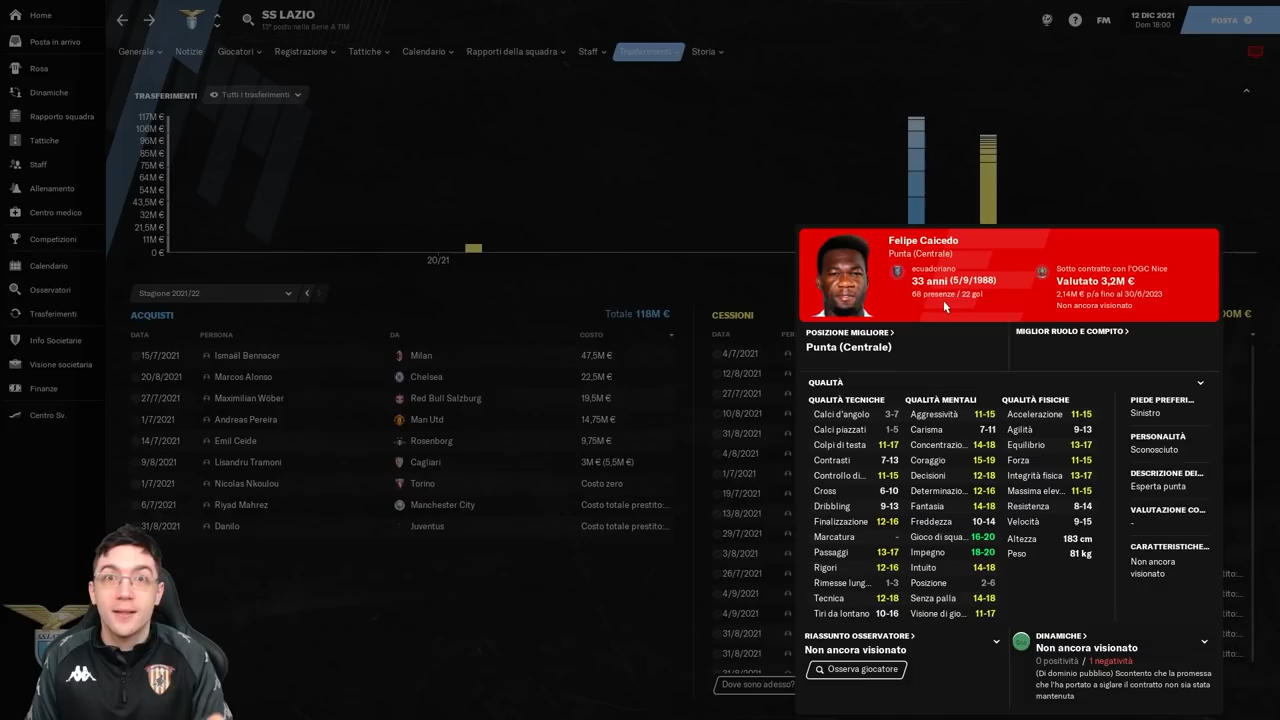 Home
Posta in arrivo
Rosa
Dinamiche
Rapporto squadra
Tattiche
Staff
Allenamento
Centro medico
Competizioni
Calendario
Osservatori
Trasferimenti
Info Societarie
Visione societaria
Finanze
Centro Sv.
SS LAZIO
13° posto nella Serie A TIM
FM
12 DIC 2021
Dom 18:00
POSTA
Generale
Notizie
Giocatori
Registrazione
Tattiche
Calendario
Rapporti della squadra
Staff
Trasferimenti
Storia
TRASFERIMENTI
Tutti i trasferimenti
117M €
106M €
96M €
85M €
75M €
64M €
54M €
43,5M €
32M €
21,5M €
11M €
0 €
20/21
Stagione 2021/22
ACQUISTI
Totale 118M €
DATA PERSONA DA COSTO
15/7/2021 Ismaël Bennacer Milan 47,5M €
20/8/2021 Marcos Alonso Chelsea 22,5M €
27/7/2021 Maximilian Wöber Red Bull Salzburg 19,5M €
1/7/2021 Andreas Pereira Man Utd 14,75M €
14/7/2021 Emil Ceide Rosenborg 9,75M €
9/8/2021 Lisandru Tramoni Cagliari 3M € (5,5M €)
1/7/2021 Nicolas Nkoulou Torino Costo zero
6/7/2021 Riyad Mahrez Manchester City Costo totale prestito:...
31/8/2021 Danilo Juventus Costo totale prestito:...
CESSIONI
DATA
4/7/2021
12/8/2021
27/7/2021
10/8/2021
31/8/2021
4/8/2021
1/7/2021
19/7/2021
13/8/2021
29/7/2021
3/8/2021
26/7/2021
4/9/2021
4/9/2021
31/8/2021
31/8/2021
31/8/2021
Dove sono adesso?
Felipe Caicedo
Punta (Centrale)
ecuadoriano
33 anni (5/9/1988)
68 presenze / 22 gol
Sotto contratto con l'OGC Nice
Valutato 3,2M €
2,14M € p/a fino al 30/6/2023
Non ancora visionato
POSIZIONE MIGLIORE
Punta (Centrale)
MIGLIOR RUOLO E COMPITO
QUALITÀ
QUALITÀ TECNICHE
Calci d'angolo 3-7
Calci piazzati 1-5
Colpi di testa 11-17
Contrasti 7-13
Controllo di... 11-15
Cross 6-10
Dribbling 9-13
Finalizzazione 12-16
Marcatura -
Passaggi 13-17
Rigori 12-16
Rimesse lung... 1-3
Tecnica 12-18
Tiri da lontano 10-16
QUALITÀ MENTALI
Aggressività 11-15
Carisma 7-11
Concentrazio... 14-18
Coraggio 15-19
Decisioni 12-18
Determinazio... 12-16
Fantasia 14-18
Freddezza 10-14
Gioco di squa... 16-20
Impegno 18-20
Intuito 14-18
Posizione 2-6
Senza palla 14-18
Visione di gio... 11-17
QUALITÀ FISICHE
Accelerazione 11-15
Agilità 9-13
Equilibrio 13-17
Forza 11-15
Integrità fisica 13-17
Massima elev... 11-15
Resistenza 8-14
Velocità 9-15
Altezza 183 cm
Peso 81 kg
PIEDE PREFERI...
Sinistro
PERSONALITÀ
Sconosciuto
DESCRIZIONE DEI...
Esperta punta
VALUTAZIONE CO...
-
CARATTERISTICHE...
Non ancora
visionato
RIASSUNTO OSSERVATORE
Non ancora visionato
Osserva giocatore
DINAMICHE
Non ancora visionato
0 positività / 1 negatività
(Di dominio pubblico) Scontento che la promessa
che l'ha portato a siglare il contratto non sia stata
mantenuta